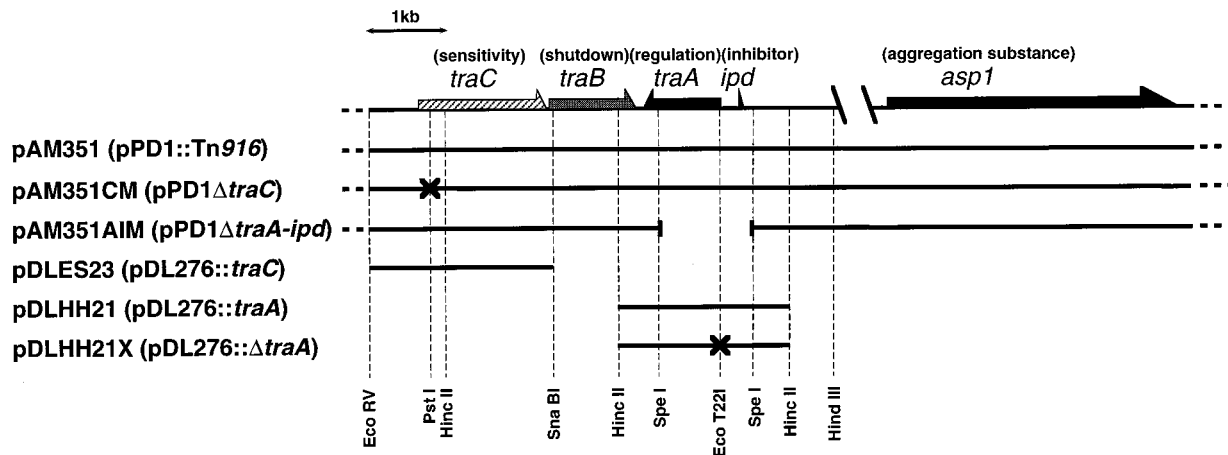 1kb
(sensitivity) (shutdown)(regulation)(inhibitor) (aggregation substance)
traC traB traA ipd asp1
pAM351 (pPD1::Tn916)
pAM351CM (pPD1ΔtraC)
pAM351AIM (pPD1ΔtraA-ipd)
pDLES23 (pDL276::traC)
pDLHH21 (pDL276::traA)
pDLHH21X (pDL276::ΔtraA)
Eco RV
Pst I
Hinc II
Sna BI
Hinc II
Spe I
Eco T22I
Spe I
Hinc II
Hind III